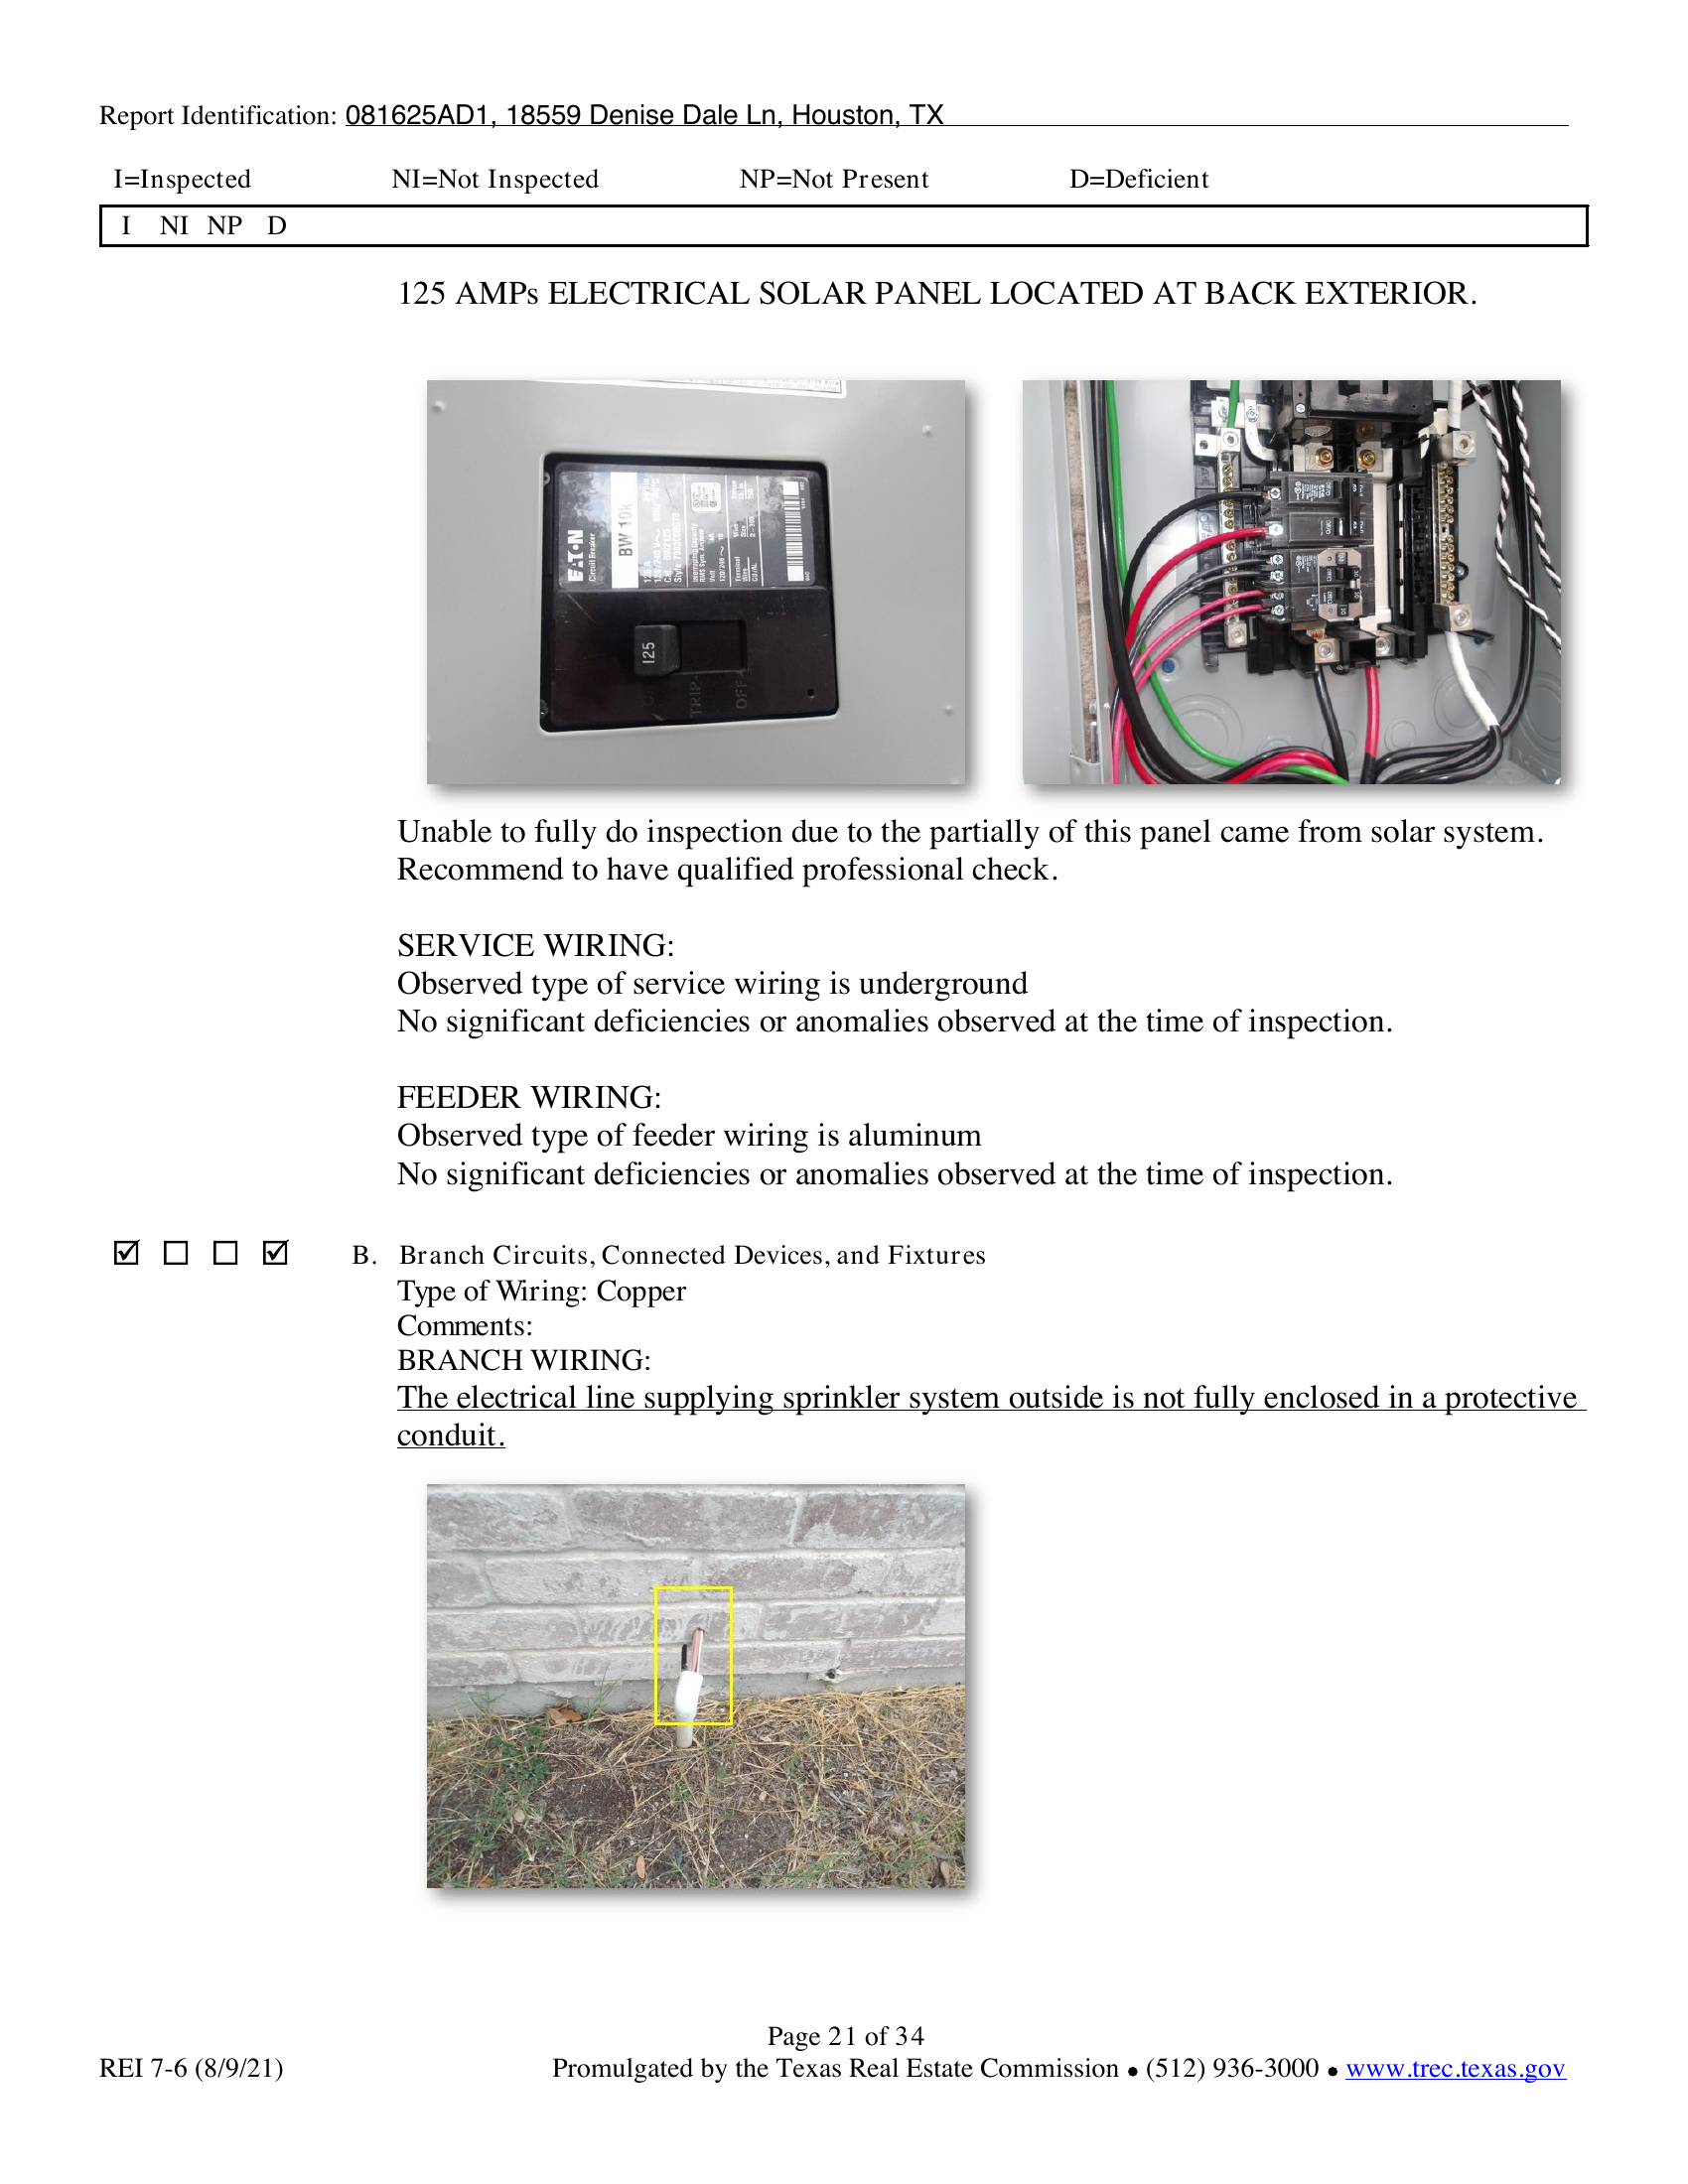 Report Identification: 081625AD1, 18559 Denise Dale Ln, Houston, TX
I=Inspected NI=Not Inspected NP=Not Present D=Deficient
I NI NP D
125 AMPs ELECTRICAL SOLAR PANEL LOCATED AT BACK EXTERIOR.
EATON
Circuit Breaker
BW 10k
125
TRIP
OFF
Unable to fully do inspection due to the partially of this panel came from solar system.
Recommend to have qualified professional check.
SERVICE WIRING:
Observed type of service wiring is underground
No significant deficiencies or anomalies observed at the time of inspection.
FEEDER WIRING:
Observed type of feeder wiring is aluminum
No significant deficiencies or anomalies observed at the time of inspection.
B. Branch Circuits, Connected Devices, and Fixtures
Type of Wiring: Copper
Comments:
BRANCH WIRING:
The electrical line supplying sprinkler system outside is not fully enclosed in a protective
conduit.
Page 21 of 34
REI 7-6 (8/9/21) Promulgated by the Texas Real Estate Commission ● (512) 936-3000 ● www.trec.texas.gov